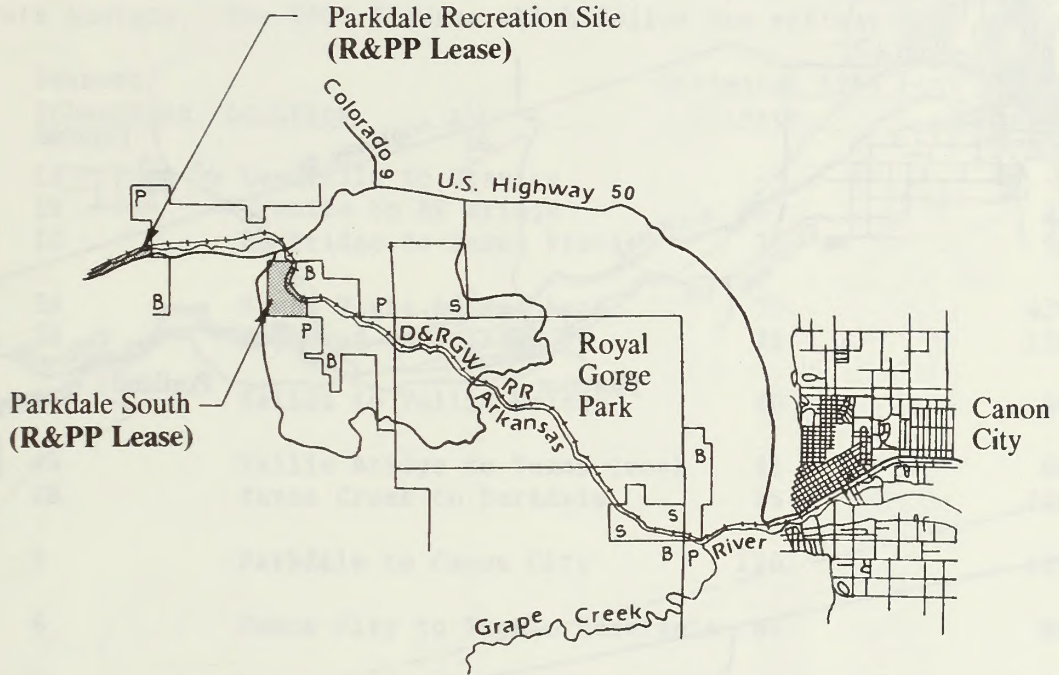 Parkdale Recreation Site
(R&PP Lease)
Colorado 9
U.S. Highway 50
P
B
B
P
S
P
B
D&RGW RR
Arkansas
Royal
Gorge
Park
Parkdale South
(R&PP Lease)
Canon
City
B
S
S
B
P
River
Grape Creek